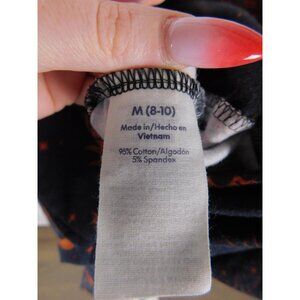 M (8-10)
Made in/Hecho en
Vietnam
95% Cotton/Algodón
5% Spandex